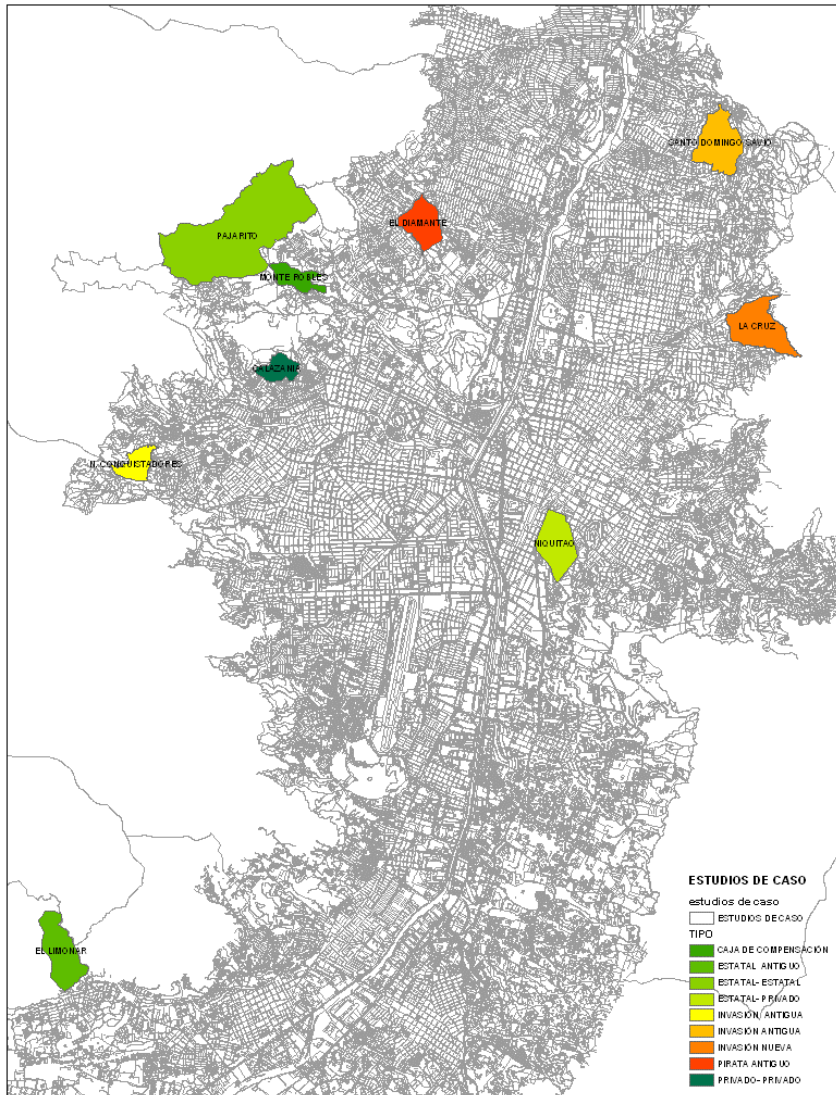 SANTO DOMINGO SAVIO
EL DIAMANTE
PAJARITO
MONTE ROBLES
LA CRUZ
CALAZANIA
N. CONQUISTADORES
NIQUITAO
EL LIMONAR
ESTUDIOS DE CASO
estudios de caso
ESTUDIOS DE CASO
TIPO
CAJA DE COMPENSACIÓN
ESTATAL ANTIGUO
ESTATAL- ESTATAL
ESTATAL- PRIVADO
INVASIÓN ANTIGUA
INVASIÓN ANTIGUA
INVASIÓN NUEVA
PIRATA ANTIGUO
PRIVADO- PRIVADO